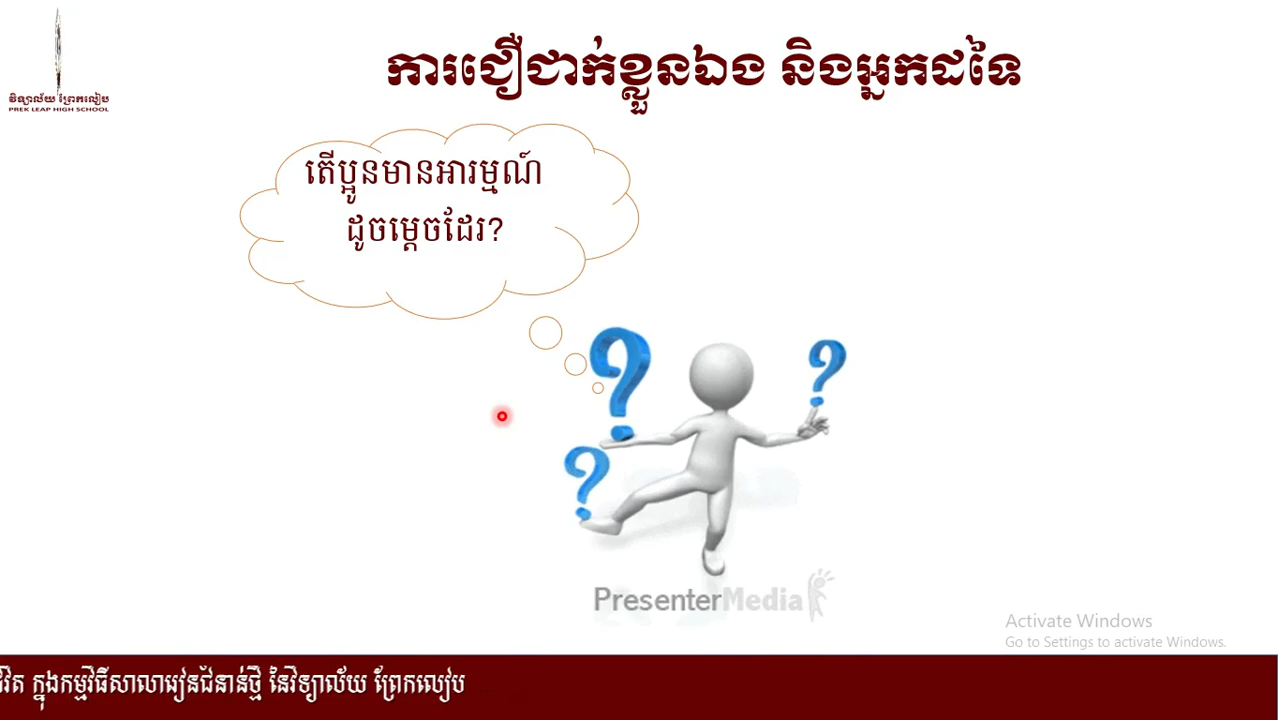 វិទ្យាល័យ ព្រែកលៀប
PREK LEAP HIGH SCHOOL
ការជឿជាក់ខ្លួនឯង និងអ្នកដទៃ
តើប្អូនមានអារម្មណ៍
ដូចម្តេចដែរ?
PresenterMedia
Activate Windows
Go to Settings to activate Windows.
ក្នុងកម្មវិធីសាលារៀនជំនាន់ថ្មី នៃវិទ្យាល័យ ព្រែកលៀប